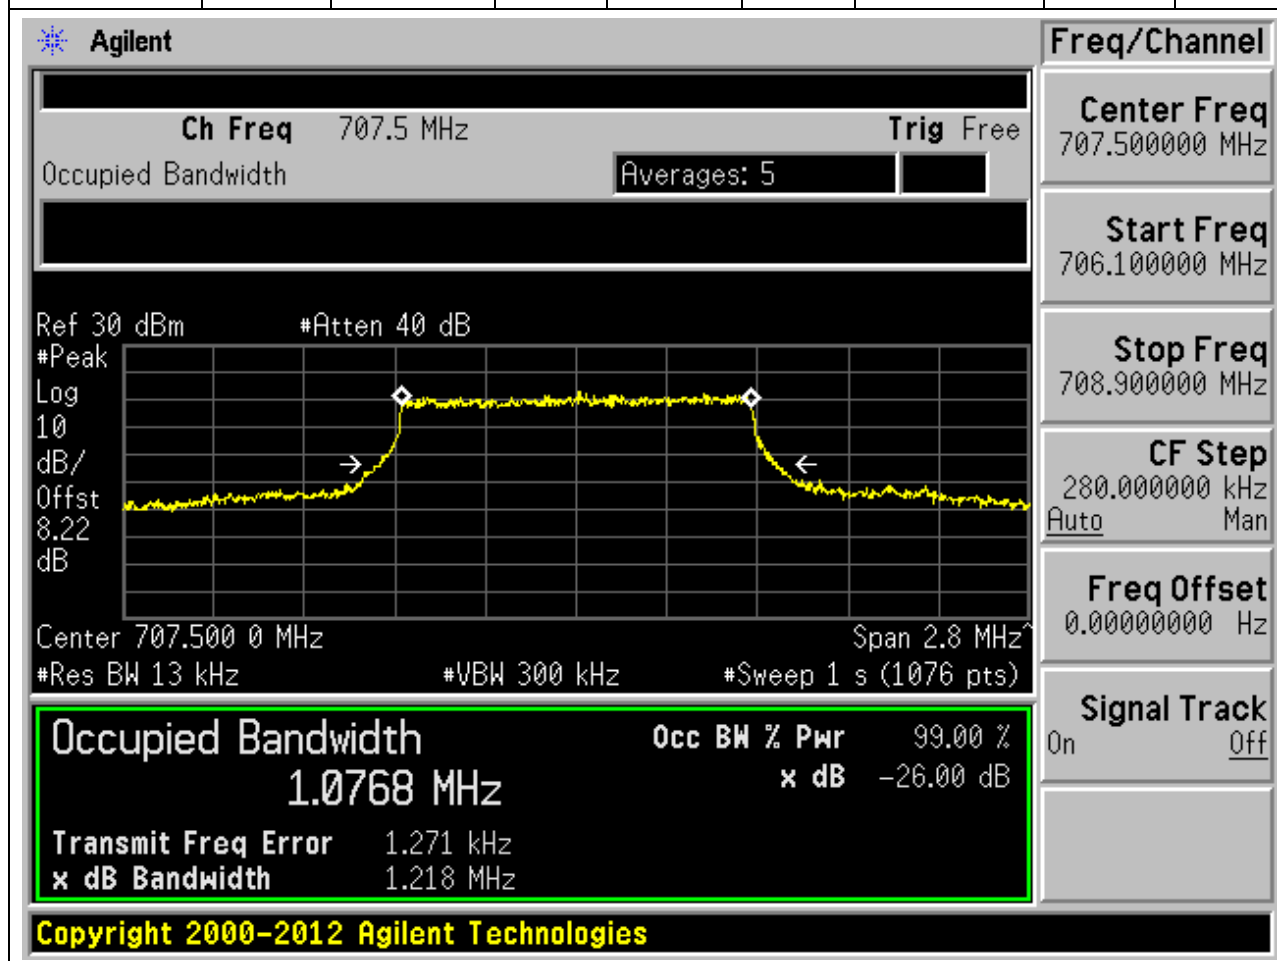 Agilent
Freq/Channel
Ch Freq 707.5 MHz Trig Free
Occupied Bandwidth Averages: 5
Center Freq
707.500000 MHz
Start Freq
706.100000 MHz
Stop Freq
708.900000 MHz
CF Step
280.000000 kHz
Auto Man
Freq Offset
0.00000000 Hz
Signal Track
On Off
Ref 30 dBm #Atten 40 dB
#Peak
Log
10
dB/
Offst
8.22
dB
Center 707.500 0 MHz Span 2.8 MHz^
#Res BW 13 kHz #VBW 300 kHz #Sweep 1 s (1076 pts)
Occupied Bandwidth Occ BW % Pwr 99.00 %
1.0768 MHz x dB -26.00 dB
Transmit Freq Error 1.271 kHz
x dB Bandwidth 1.218 MHz
Copyright 2000-2012 Agilent Technologies